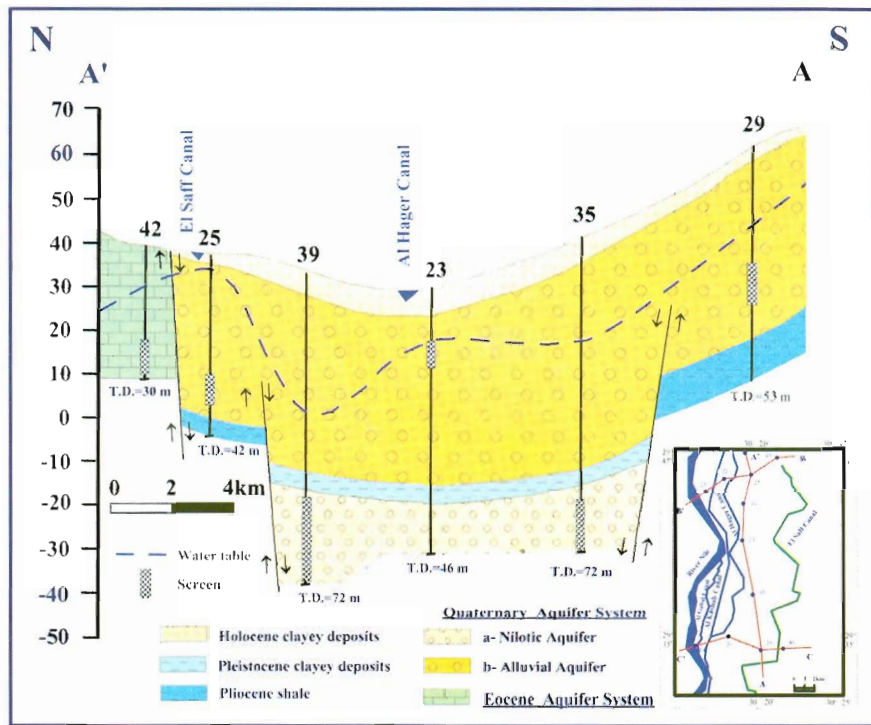 N
S
A'
A
70
60
50
40
30
20
10
0
-10
-20
-30
-40
-50
El Saff Canal
Al Hager Canal
42
25
39
23
35
29
T.D.=30 m
T.D.=42 m
T.D.=72 m
T.D.=46 m
T.D.=72 m
T.D.=53 m
0 2 4km
Water table
Screen
Quaternary Aquifer System
Holocene clayey deposits
a- Nilotic Aquifer
Pleistocene clayey deposits
b- Alluvial Aquifer
Pliocene shale
Eocene Aquifer System
A'
B
B'
River Nile
El Saff Canal
C'
C
A